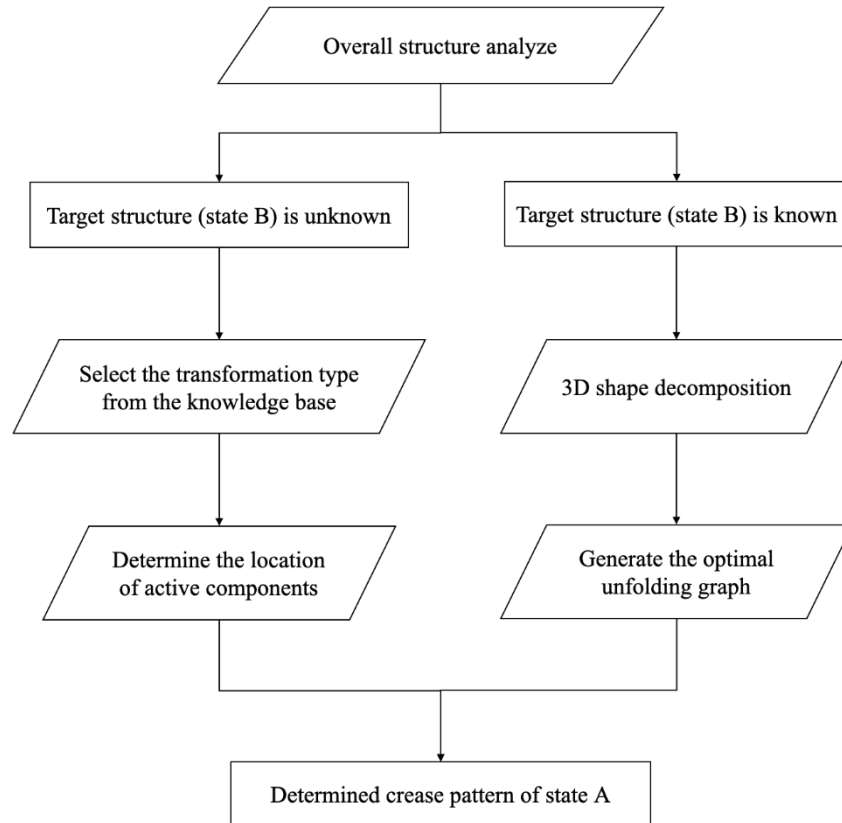 Overall structure analyze
Target structure (state B) is unknown
Target structure (state B) is known
Select the transformation type
from the knowledge base
3D shape decomposition
Determine the location
of active components
Generate the optimal
unfolding graph
Determined crease pattern of state A